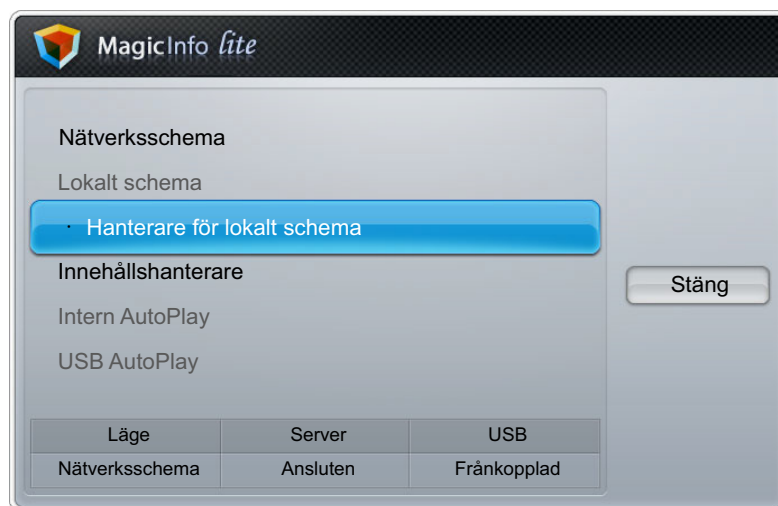 MagicInfo lite
Nätverksschema
Lokalt schema
· Hanterare för lokalt schema
Innehållshanterare
Intern AutoPlay
USB AutoPlay
Stäng
Läge Server USB
Nätverksschema Ansluten Frånkopplad